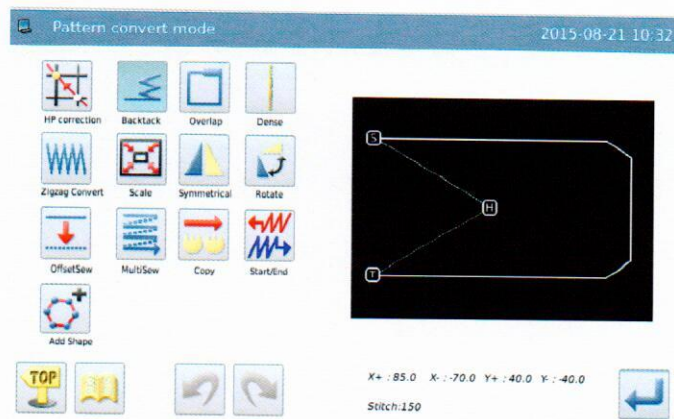 Pattern convert mode 2015-08-21 10:32
HP correction Backtack Overlap Dense
Zigzag Convert Scale Symmetrical Rotate
OffsetSew MultiSew Copy Start/End
Add Shape
S
H
T
TOP
X+ :85.0 X- :-70.0 Y+ :40.0 Y- :-40.0
Stitch:150